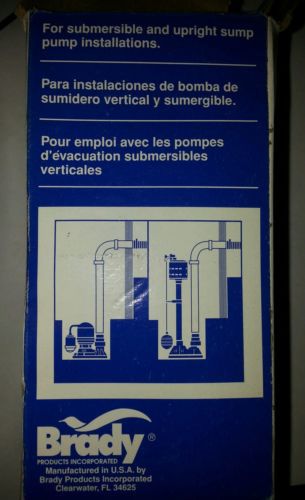 For submersible and upright sump
pump installations.
Para instalaciones de bomba de
sumidero vertical y sumergible.
Pour emploi avec les pompes
d'évacuation submersibles
verticales
Brady®
PRODUCTS INCORPORATED
Manufactured in U.S.A. by
Brady Products Incorporated
Clearwater, FL 34625